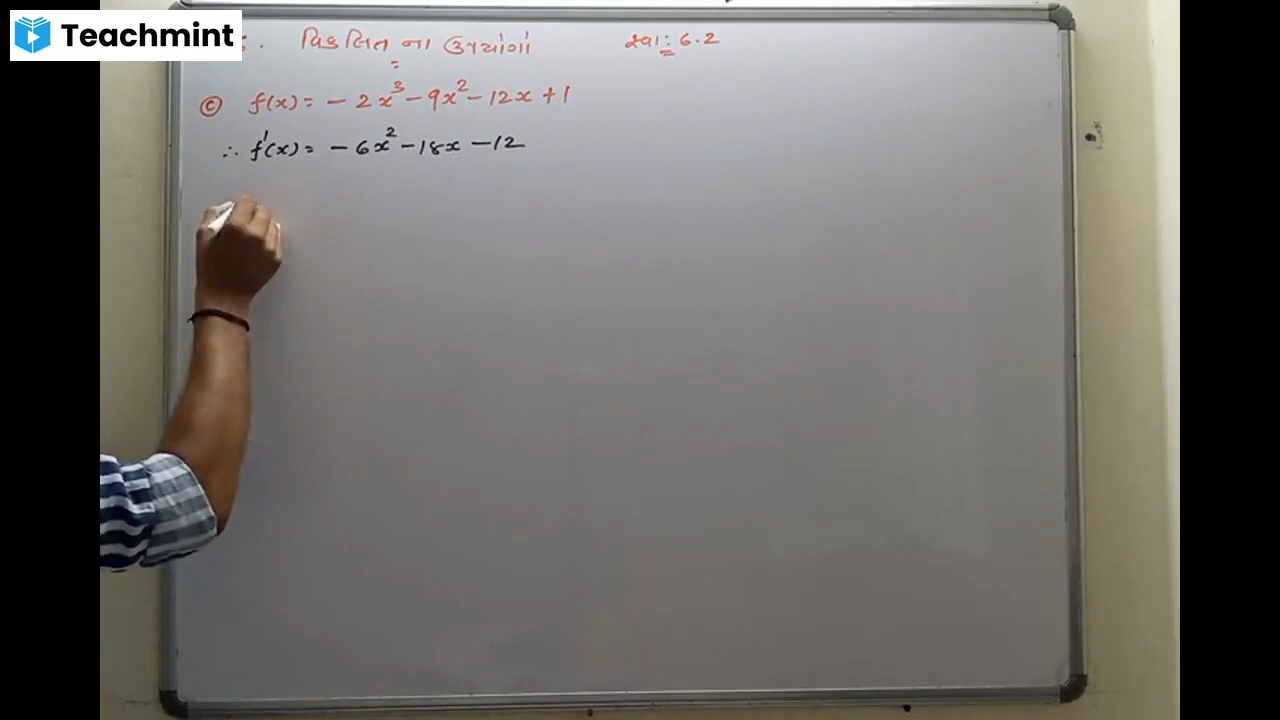 Teachmint
વિકલિત ના ઉપયોગો સ્વા: 6.2
© f(x) = - 2x³ - 9x² - 12x + 1
∴ f'(x) = - 6x² - 18x - 12